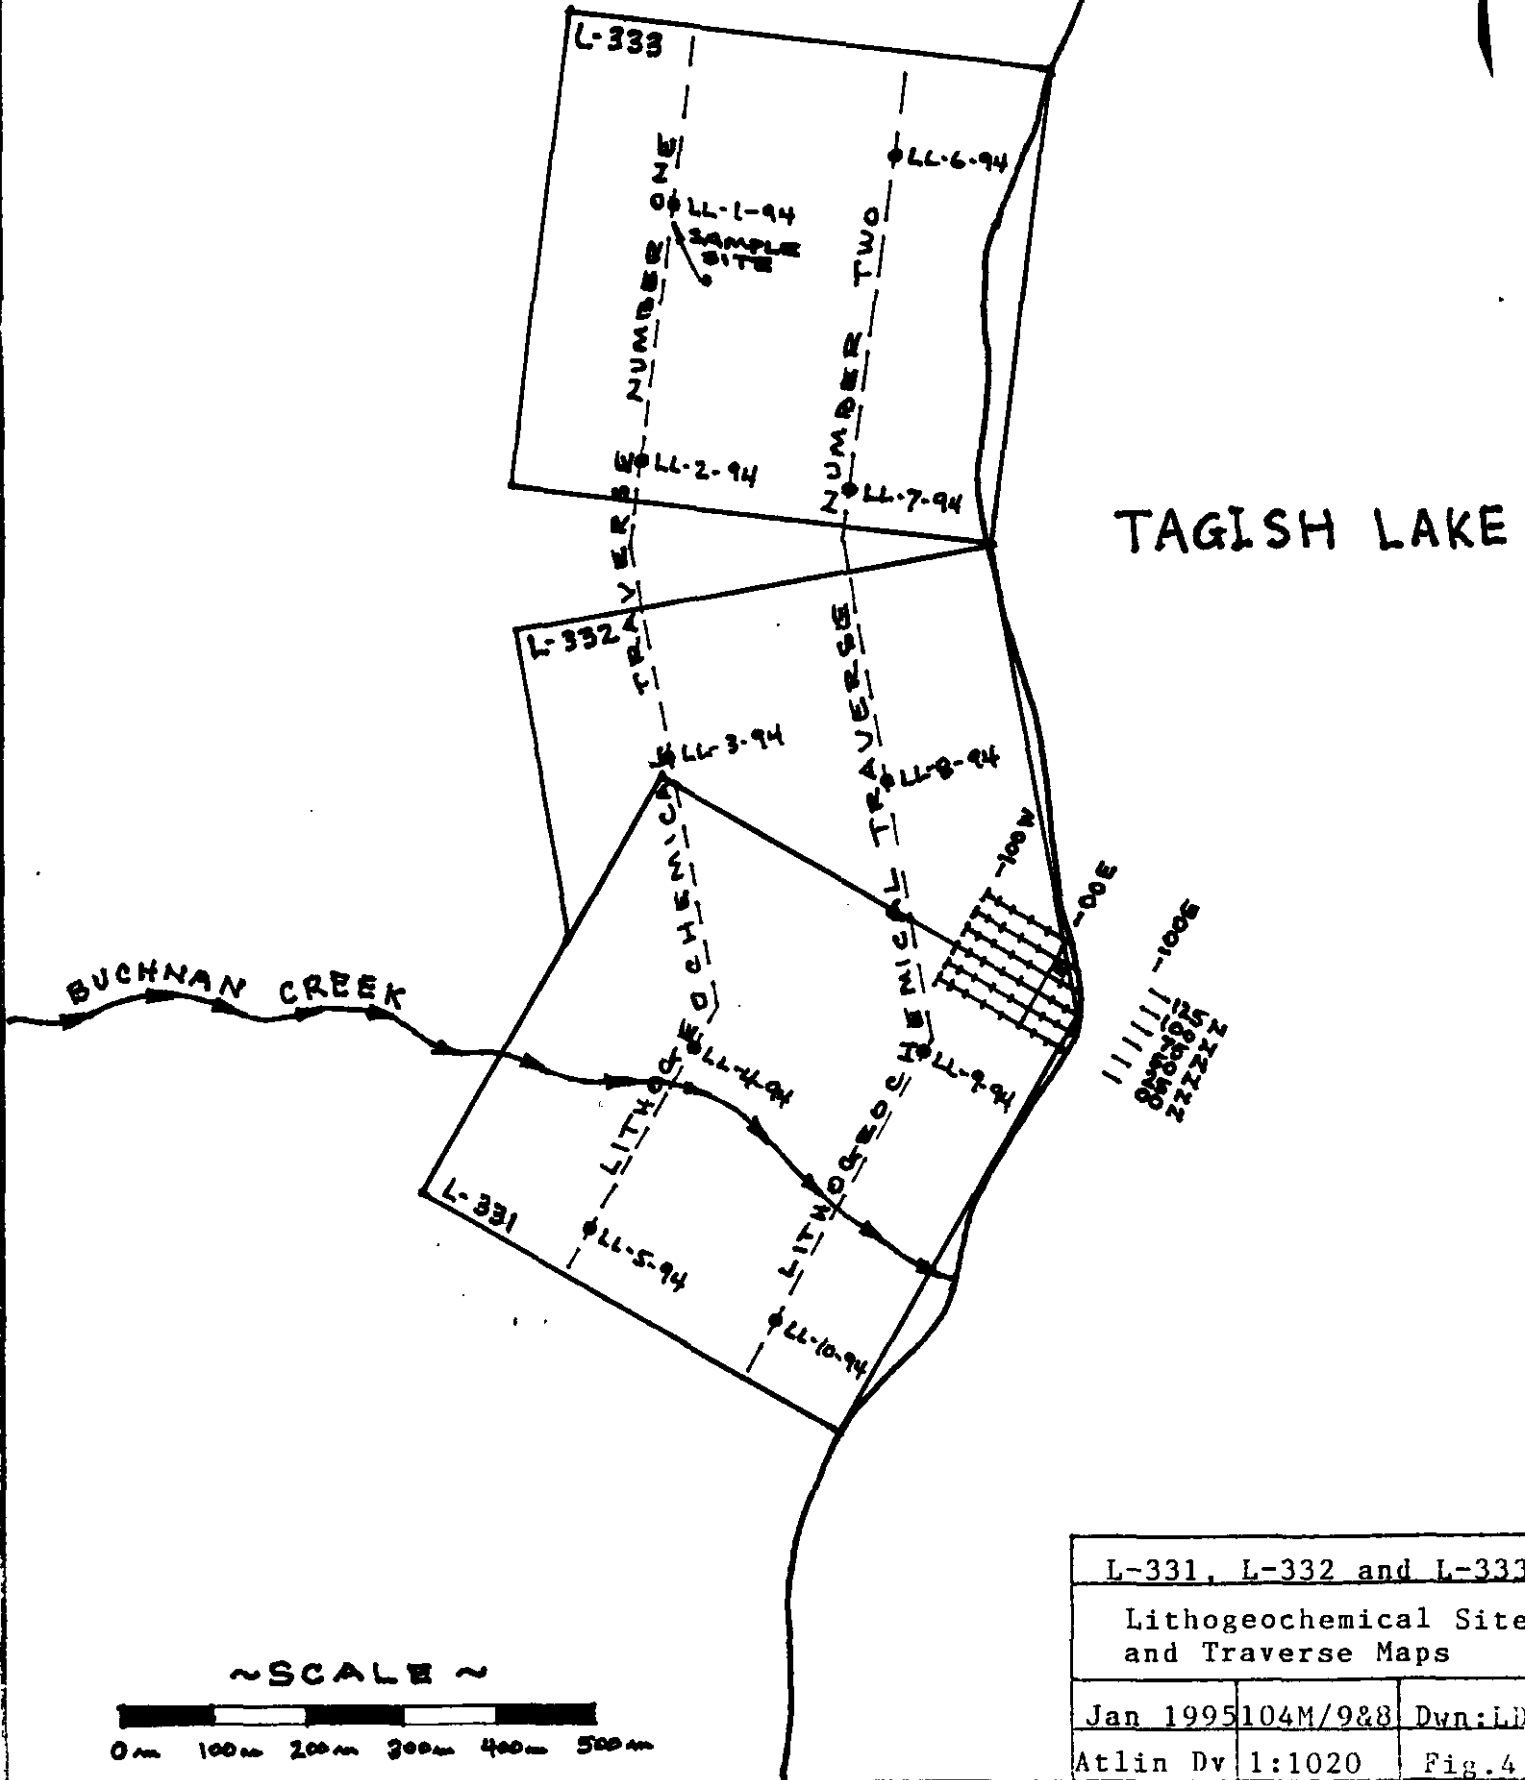 L-333
LL-6-94
LL-1-94
SAMPLE
SITE
LL-2-94
LL-7-94
TAGISH LAKE
L-332
LL-3-94
LL-8-94
LITHOGEOCHEMICAL TRAVERSE NUMBER ONE
LITHOGEOCHEMICAL TRAVERSE NUMBER TWO
-100W
-00E
-100E
BUCHNAN CREEK
LL-4-94
LL-9-94
L-331
LL-5-94
LL-10-94
~SCALE~
0m 100m 200m 300m 400m 500m
L-331, L-332 and L-333
Lithogeochemical Site
and Traverse Maps
Jan 1995 104M/9&8 Dwn:LD
Atlin Dv 1:1020 Fig.4